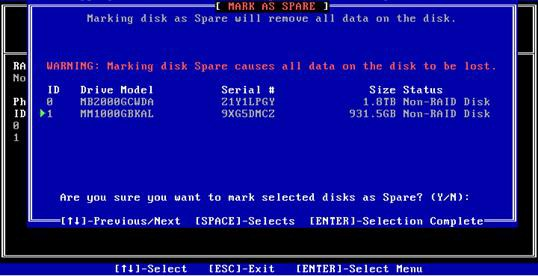 [ MARK AS SPARE ]
Marking disk as Spare will remove all data on the disk.
WARNING: Marking disk Spare causes all data on the disk to be lost.
ID Drive Model Serial # Size Status
0 MB2000GCWDA Z1Y1LPGY 1.8TB Non-RAID Disk
1 MM1000GBKAL 9XG5DMCZ 931.5GB Non-RAID Disk
RA
No
Ph
ID
0
1
Are you sure you want to mark selected disks as Spare? (Y/N):
[↑↓]-Previous/Next [SPACE]-Selects [ENTER]-Selection Complete
[↑↓]-Select [ESC]-Exit [ENTER]-Select Menu